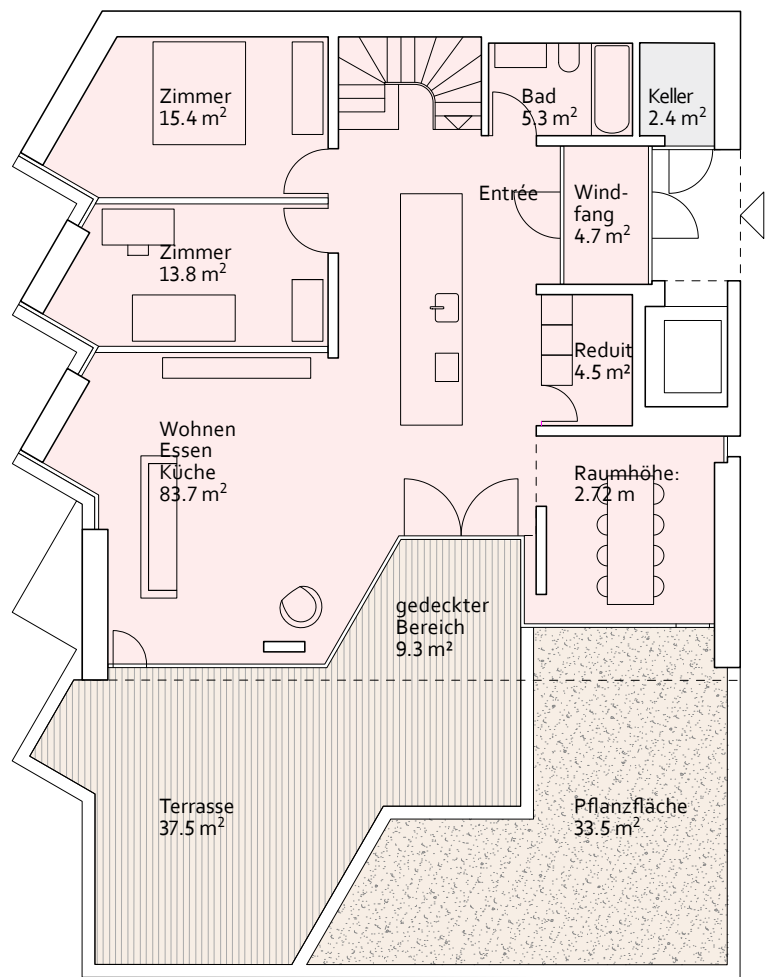 Zimmer
15.4 m²
Bad
5.3 m²
Keller
2.4 m²
Entrée
Wind-
fang
4.7 m²
Zimmer
13.8 m²
Reduit
4.5 m²
Wohnen
Essen
Küche
83.7 m²
Raumhöhe:
2.72 m
gedeckter
Bereich
9.3 m²
Terrasse
37.5 m²
Pflanzfläche
33.5 m²